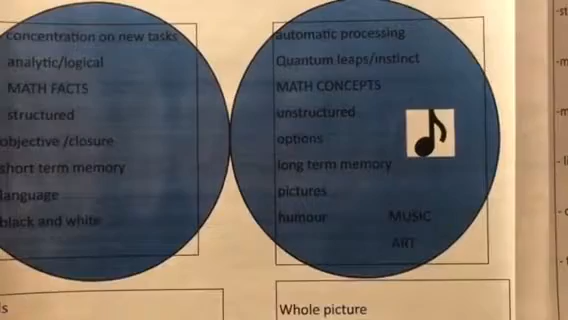 concentration on new tasks
analytic/logical
MATH FACTS
structured
objective /closure
short term memory
language
black and white
automatic processing
Quantum leaps/instinct
MATH CONCEPTS
unstructured
options
long term memory
pictures
humour
MUSIC
ART
Whole picture